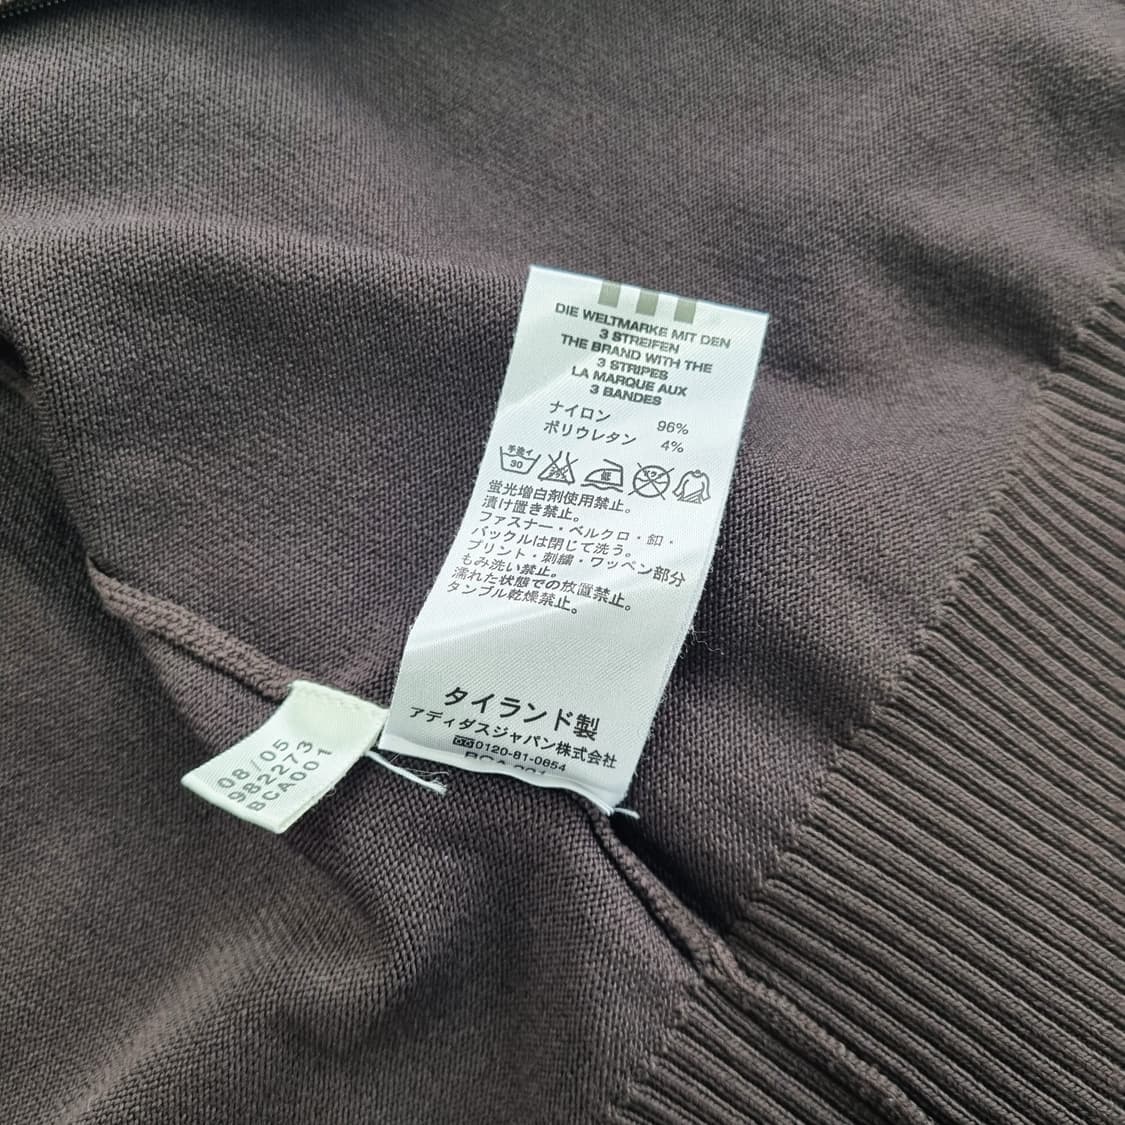 DIE WELTMARKE MIT DEN
3 STREIFEN
THE BRAND WITH THE
3 STRIPES
LA MARQUE AUX
3 BANDES
ナイロン 96%
ポリウレタン 4%
手洗イ
30
低
蛍光増白剤使用禁止。
漬け置き禁止。
ファスナー・ベルクロ・釦・
バックルは閉じて洗う。
プリント・刺繍・ワッペン部分
もみ洗い禁止。
濡れた状態での放置禁止。
タンブル乾燥禁止。
タイランド製
アディダスジャパン株式会社
0120-81-0654
08/05
982273
BCA001